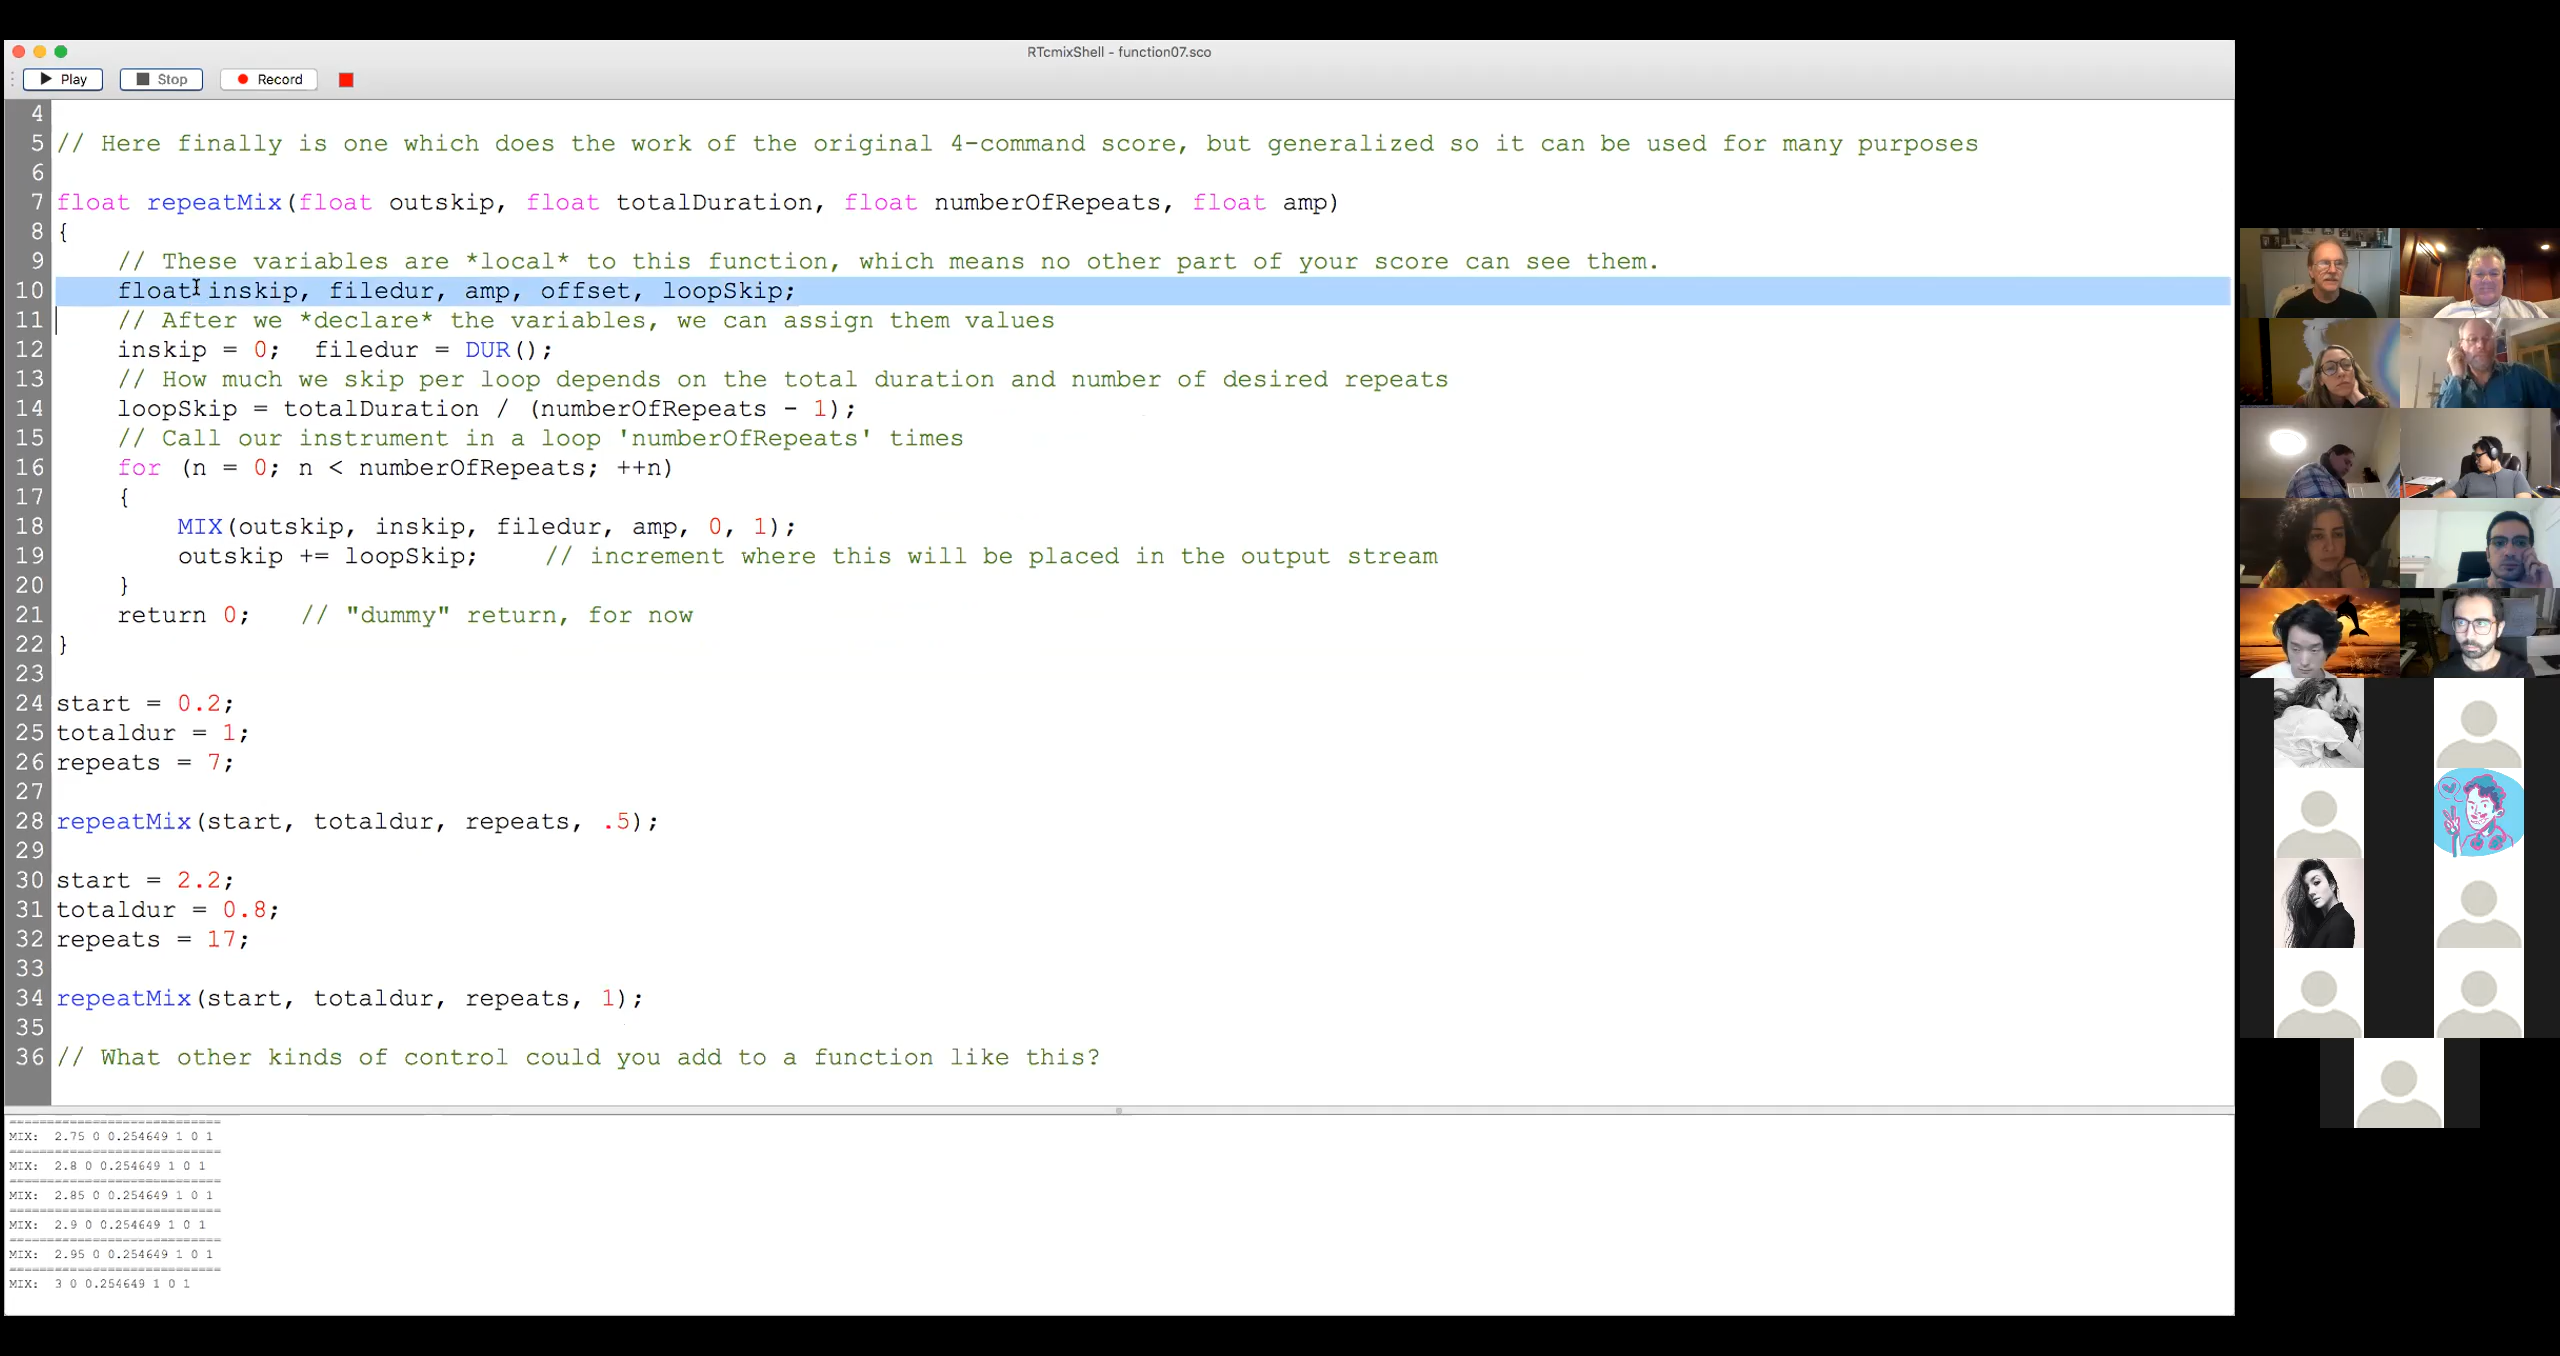 RTcmixShell - function07.sco
Play Stop Record
4
5 // Here finally is one which does the work of the original 4-command score, but generalized so it can be used for many purposes
6
7 float repeatMix(float outskip, float totalDuration, float numberOfRepeats, float amp)
8 {
9 // These variables are *local* to this function, which means no other part of your score can see them.
10 float inskip, filedur, amp, offset, loopSkip;
11 // After we *declare* the variables, we can assign them values
12 inskip = 0; filedur = DUR();
13 // How much we skip per loop depends on the total duration and number of desired repeats
14 loopSkip = totalDuration / (numberOfRepeats - 1);
15 // Call our instrument in a loop 'numberOfRepeats' times
16 for (n = 0; n < numberOfRepeats; ++n)
17 {
18 MIX(outskip, inskip, filedur, amp, 0, 1);
19 outskip += loopSkip; // increment where this will be placed in the output stream
20 }
21 return 0; // "dummy" return, for now
22 }
23
24 start = 0.2;
25 totaldur = 1;
26 repeats = 7;
27
28 repeatMix(start, totaldur, repeats, .5);
29
30 start = 2.2;
31 totaldur = 0.8;
32 repeats = 17;
33
34 repeatMix(start, totaldur, repeats, 1);
35
36 // What other kinds of control could you add to a function like this?
============================
MIX: 2.75 0 0.254649 1 0 1
============================
MIX: 2.8 0 0.254649 1 0 1
============================
MIX: 2.85 0 0.254649 1 0 1
============================
MIX: 2.9 0 0.254649 1 0 1
============================
MIX: 2.95 0 0.254649 1 0 1
============================
MIX: 3 0 0.254649 1 0 1